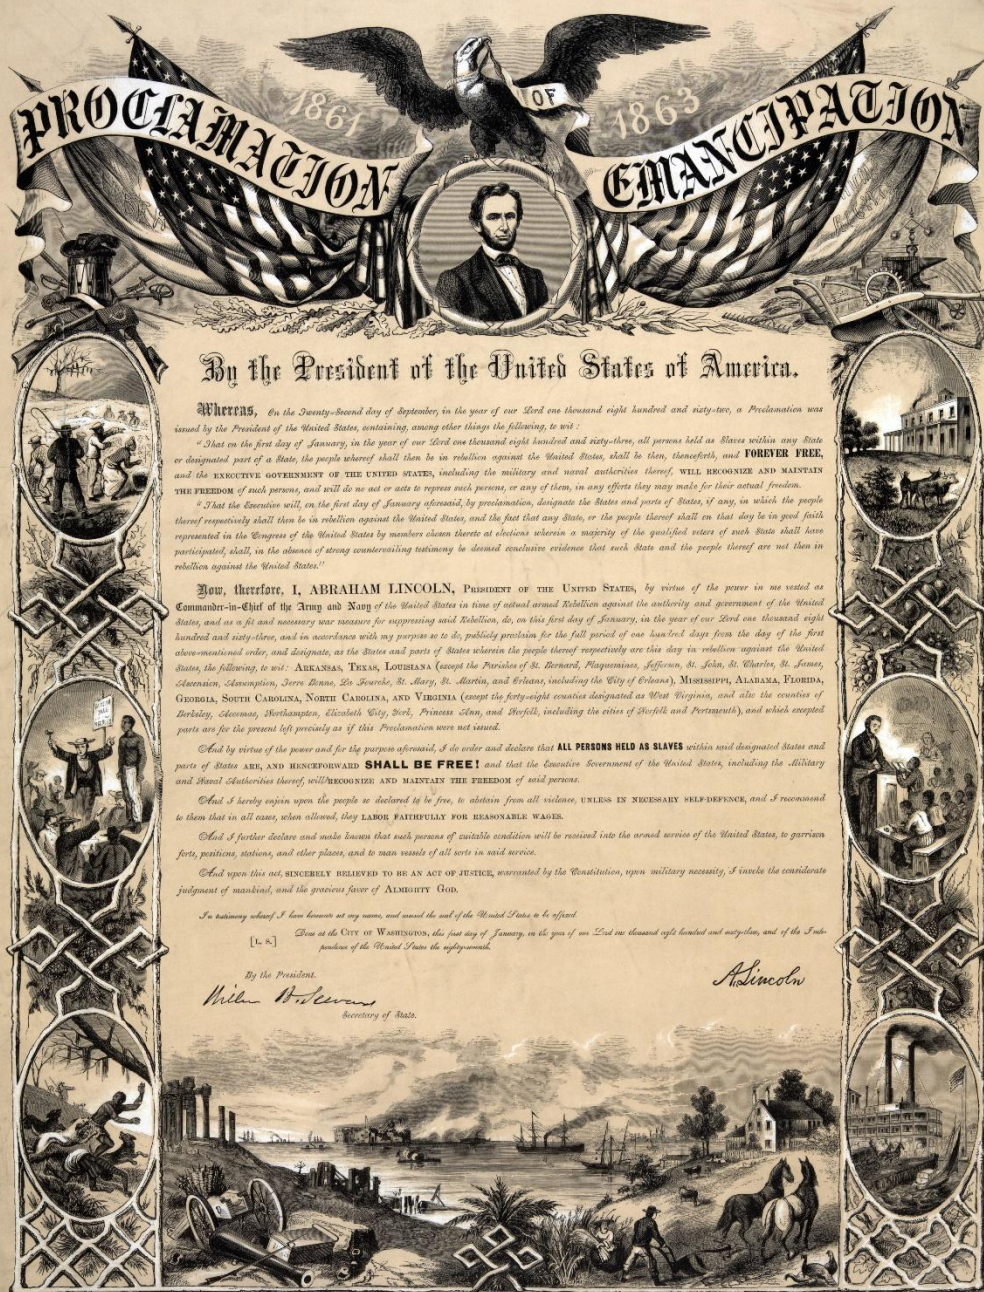 PROCLAMATION
1861
OF
1863
EMANCIPATION
By the President of the United States of America.
Whereas, On the Twenty-Second day of September, in the year of our Lord one thousand eight hundred and sixty-two, a Proclamation was
issued by the President of the United States, containing, among other things the following, to wit:
"That on the first day of January, in the year of our Lord one thousand eight hundred and sixty-three, all persons held as Slaves within any State
or designated part of a State, the people whereof shall then be in rebellion against the United States, shall be then, thenceforth, and FOREVER FREE,
and the EXECUTIVE GOVERNMENT OF THE UNITED STATES, including the military and naval authorities thereof, WILL RECOGNIZE AND MAINTAIN
THE FREEDOM of such persons, and will do no act or acts to repress such persons, or any of them, in any efforts they may make for their actual freedom.
"That the Executive will, on the first day of January aforesaid, by proclamation, designate the States and parts of States, if any, in which the people
thereof respectively shall then be in rebellion against the United States, and the fact that any State, or the people thereof shall on that day be in good faith
represented in the Congress of the United States by members chosen thereto at elections wherein a majority of the qualified voters of such State shall have
participated, shall, in the absence of strong countervailing testimony be deemed conclusive evidence that such State and the people thereof are not then in
rebellion against the United States."
Now, therefore, I, ABRAHAM LINCOLN, PRESIDENT OF THE UNITED STATES, by virtue of the power in me vested as
Commander-in-Chief of the Army and Navy of the United States in time of actual armed Rebellion against the authority and government of the United
States, and as a fit and necessary war measure for suppressing said Rebellion, do, on this first day of January, in the year of our Lord one thousand eight
hundred and sixty-three, and in accordance with my purpose so to do, publicly proclaim for the full period of one hundred days from the day of the first
above-mentioned order, and designate, as the States and parts of States wherein the people thereof respectively are this day in rebellion against the United
States, the following, to wit: ARKANSAS, TEXAS, LOUISIANA (except the Parishes of St. Bernard, Plaquemines, Jefferson, St. John, St. Charles, St. James,
Ascension, Assumption, Terre Bonne, La Fourche, St. Mary, St. Martin, and Orleans, including the City of Orleans), MISSISSIPPI, ALABAMA, FLORIDA,
GEORGIA, SOUTH CAROLINA, NORTH CAROLINA, AND VIRGINIA (except the forty-eight counties designated as West Virginia, and also the counties of
Berkeley, Accomac, Northampton, Elizabeth City, York, Princess Ann, and Norfolk, including the cities of Norfolk and Portsmouth), and which excepted
parts are for the present left precisely as if this Proclamation were not issued.
And by virtue of the power and for the purpose aforesaid, I do order and declare that ALL PERSONS HELD AS SLAVES within said designated States and
parts of States ARE, AND HENCEFORWARD SHALL BE FREE! and that the Executive Government of the United States, including the Military
and Naval Authorities thereof, will RECOGNIZE AND MAINTAIN THE FREEDOM of said persons.
And I hereby enjoin upon the people so declared to be free, to abstain from all violence, UNLESS IN NECESSARY SELF-DEFENCE, and I recommend
to them that in all cases, when allowed, they LABOR FAITHFULLY FOR REASONABLE WAGES.
And I further declare and make known that such persons of suitable condition will be received into the armed service of the United States, to garrison
forts, positions, stations, and other places, and to man vessels of all sorts in said service.
And upon this act, SINCERELY BELIEVED TO BE AN ACT OF JUSTICE, warranted by the Constitution, upon military necessity, I invoke the considerate
judgment of mankind, and the gracious favor of ALMIGHTY GOD.
In testimony whereof I have hereunto set my name, and caused the seal of the United States to be affixed.
Done at the CITY OF WASHINGTON, this first day of January, in the year of our Lord one thousand eight hundred and sixty-three, and of the Inde-
[L. S.]
pendence of the United States the eighty-seventh.
By the President.
A. Lincoln
William H. Seward
Secretary of State.